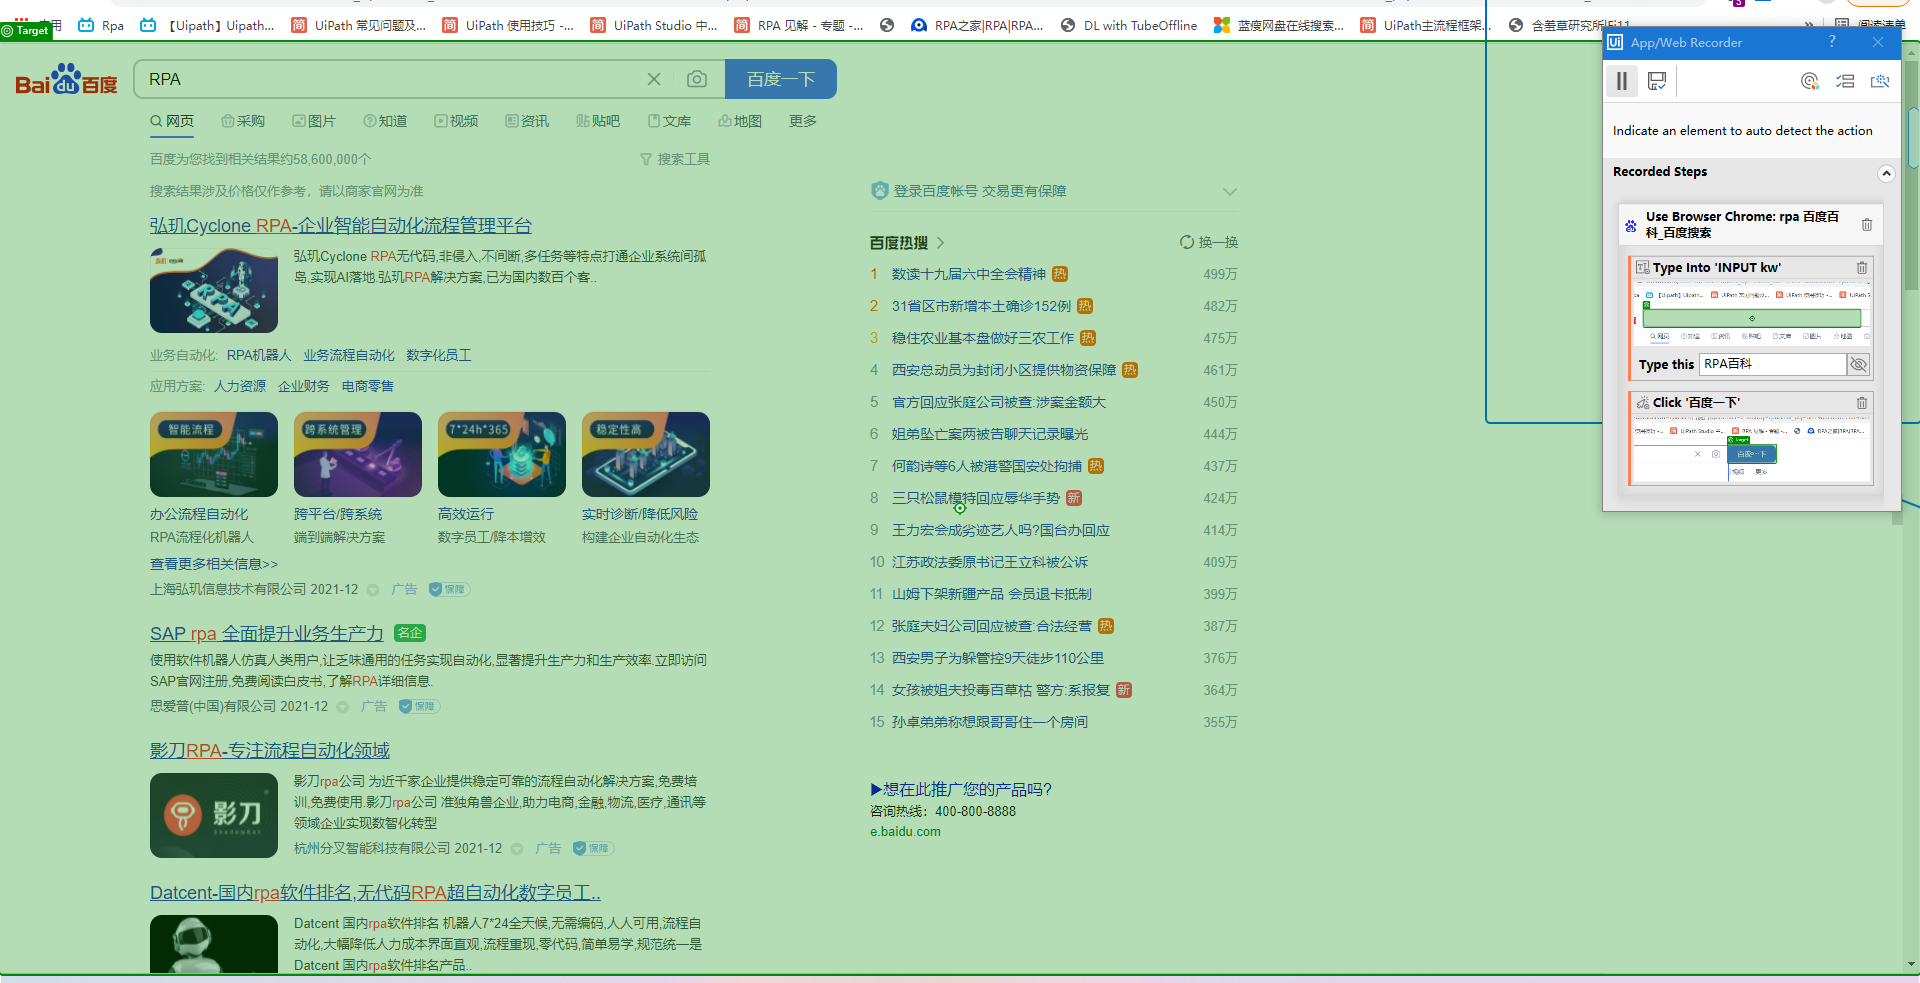 应用
Rpa
【Uipath】Uipath...
UiPath 常见问题及...
UiPath 使用技巧 -...
UiPath Studio 中...
RPA 见解 - 专题 -...
RPA之家|RPA|RPA...
DL with TubeOffline
蓝瘦网盘在线搜索...
UiPath主流程框架...
含羞草研究所|Fi11
»
阅读清单
Target
Bai du 百度
RPA
百度一下
网页
采购
图片
知道
视频
资讯
贴吧
文库
地图
更多
百度为您找到相关结果约58,600,000个
搜索工具
搜索结果涉及价格仅作参考，请以商家官网为准
弘玑Cyclone RPA-企业智能自动化流程管理平台
弘玑Cyclone RPA无代码,非侵入,不间断,多任务等特点打通企业系统间孤
岛,实现AI落地.弘玑RPA解决方案,已为国内数百个客..
RPA
业务自动化: RPA机器人 业务流程自动化 数字化员工
应用方案: 人力资源 企业财务 电商零售
智能流程
跨系统管理
7*24h*365
稳定性高
办公流程自动化
跨平台/跨系统
高效运行
实时诊断/降低风险
RPA流程化机器人
端到端解决方案
数字员工/降本增效
构建企业自动化生态
查看更多相关信息>>
上海弘玑信息技术有限公司 2021-12 广告 保障
SAP rpa 全面提升业务生产力 名企
使用软件机器人仿真人类用户,让乏味通用的任务实现自动化,显著提升生产力和生产效率.立即访问
SAP官网注册,免费阅读白皮书,了解RPA详细信息.
思爱普(中国)有限公司 2021-12 广告 保障
影刀RPA-专注流程自动化领域
影刀
ShadowBot
影刀rpa公司 为近千家企业提供稳定可靠的流程自动化解决方案,免费培
训,免费使用.影刀rpa公司 准独角兽企业,助力电商,金融,物流,医疗,通讯等
领域企业实现数智化转型
杭州分叉智能科技有限公司 2021-12 广告 保障
Datcent-国内rpa软件排名,无代码RPA超自动化数字员工..
Datcent 国内rpa软件排名 机器人7*24全天候,无需编码,人人可用,流程自
动化,大幅降低人力成本界面直观,流程重现,零代码,简单易学,规范统一是
Datcent 国内rpa软件排名产品..
登录百度帐号 交易更有保障
百度热搜 >
换一换
1 数读十九届六中全会精神 热 499万
2 31省区市新增本土确诊152例 热 482万
3 稳住农业基本盘做好三农工作 热 475万
4 西安总动员为封闭小区提供物资保障 热 461万
5 官方回应张庭公司被查:涉案金额大 450万
6 姐弟坠亡案两被告聊天记录曝光 444万
7 何韵诗等6人被港警国安处拘捕 热 437万
8 三只松鼠模特回应辱华手势 新 424万
9 王力宏会成劣迹艺人吗?国台办回应 414万
10 江苏政法委原书记王立科被公诉 409万
11 山姆下架新疆产品 会员退卡抵制 399万
12 张庭夫妇公司回应被查:合法经营 热 387万
13 西安男子为躲管控9天徒步110公里 376万
14 女孩被姐夫投毒百草枯 警方:系报复 新 364万
15 孙卓弟弟称想跟哥哥住一个房间 355万
▶想在此推广您的产品吗?
咨询热线：400-800-8888
e.baidu.com
Ui App/Web Recorder
?
Indicate an element to auto detect the action
Recorded Steps
Use Browser Chrome: rpa 百度百
科_百度搜索
Type Into 'INPUT kw'
Type this RPA百科
Click '百度一下'
Target
百度一下
视频 更多